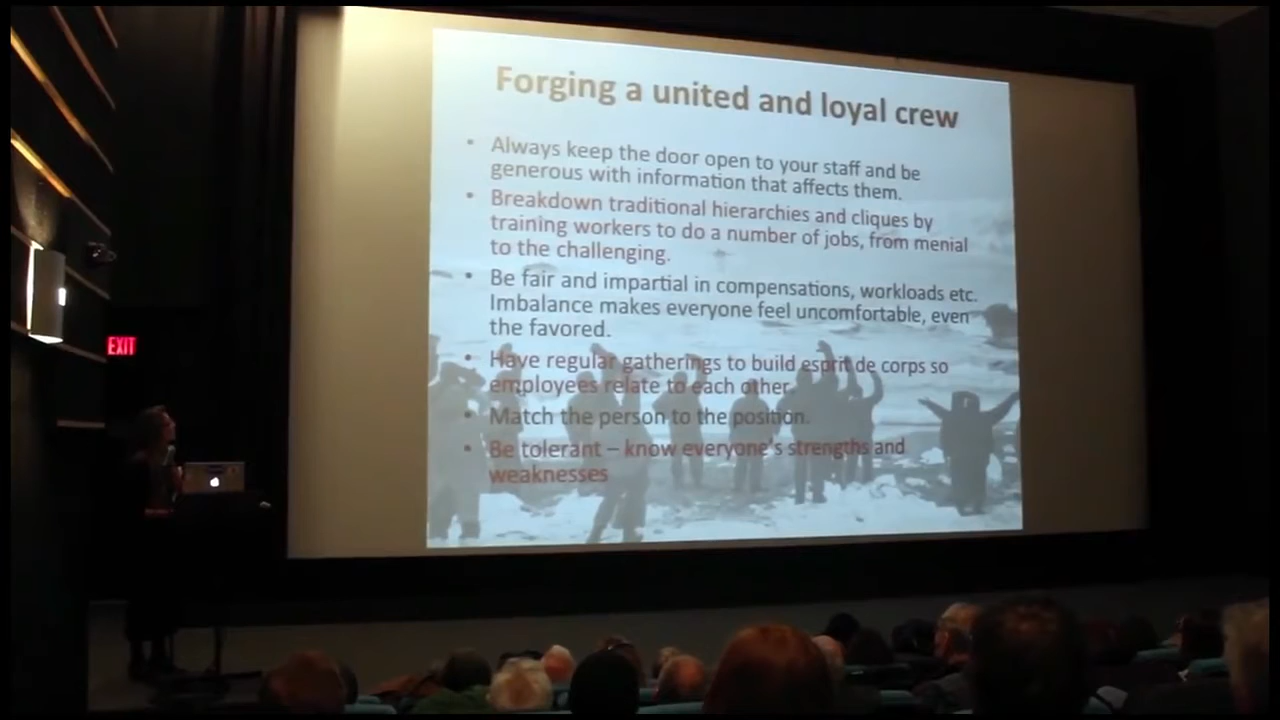 Forging a united and loyal crew
• Always keep the door open to your staff and be
generous with information that affects them.
• Breakdown traditional hierarchies and cliques by
training workers to do a number of jobs, from menial
to the challenging.
• Be fair and impartial in compensations, workloads etc.
Imbalance makes everyone feel uncomfortable, even
the favored.
• Have regular gatherings to build esprit de corps so
employees relate to each other.
• Match the person to the position.
• Be tolerant – know everyone's strengths and
weaknesses
EXIT